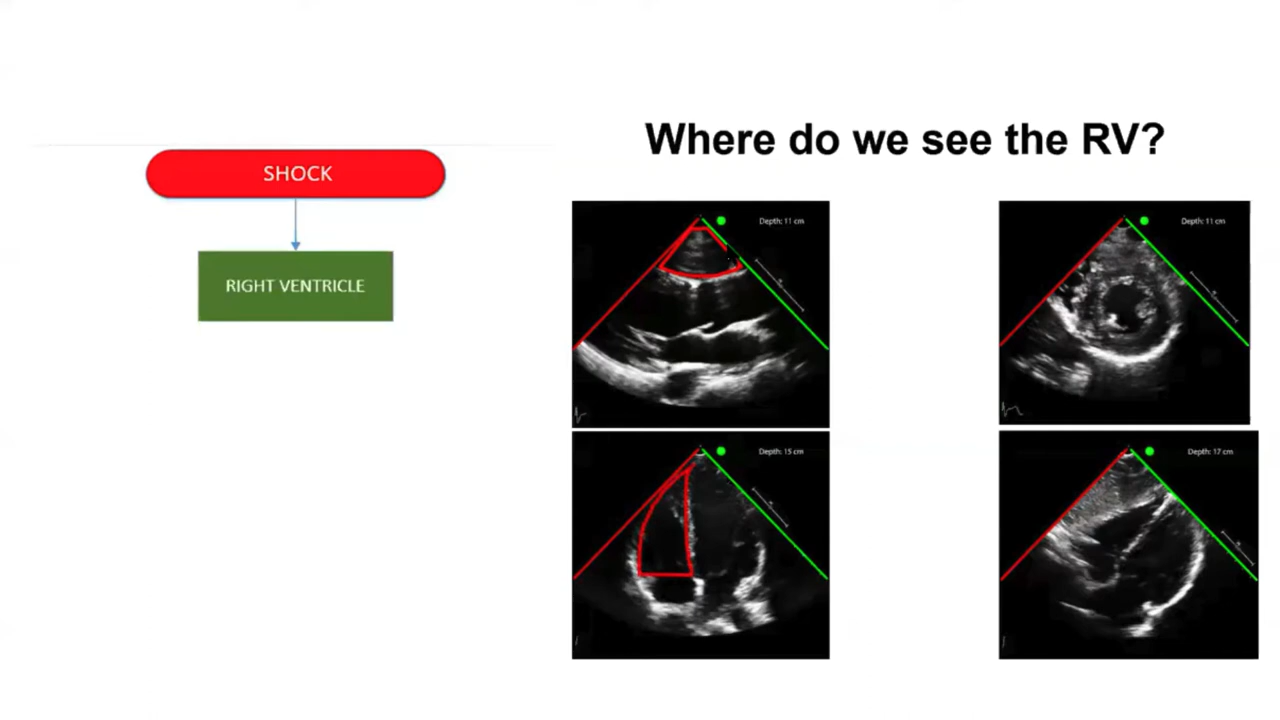 SHOCK
RIGHT VENTRICLE
Where do we see the RV?
Depth: 11 cm
Depth: 11 cm
Depth: 15 cm
Depth: 17 cm